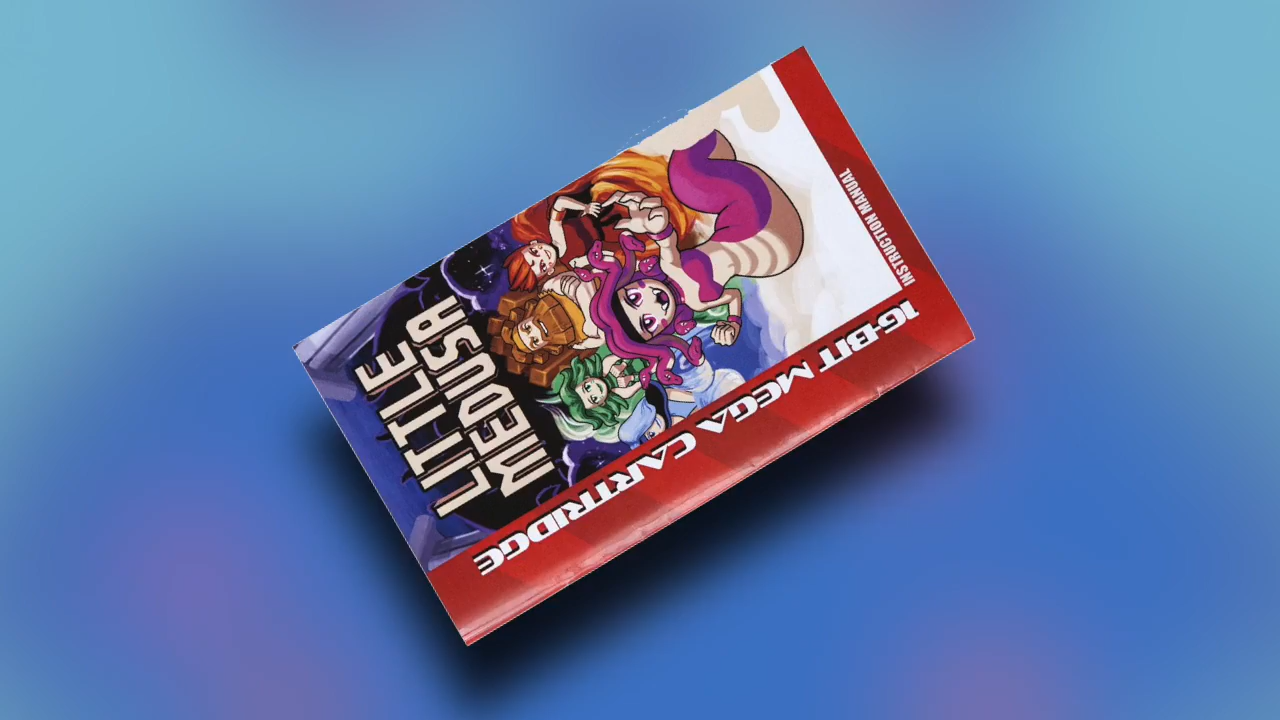 LITTLE
MEDUSA
16-BIT MEGA CARTRIDGE
INSTRUCTION MANUAL